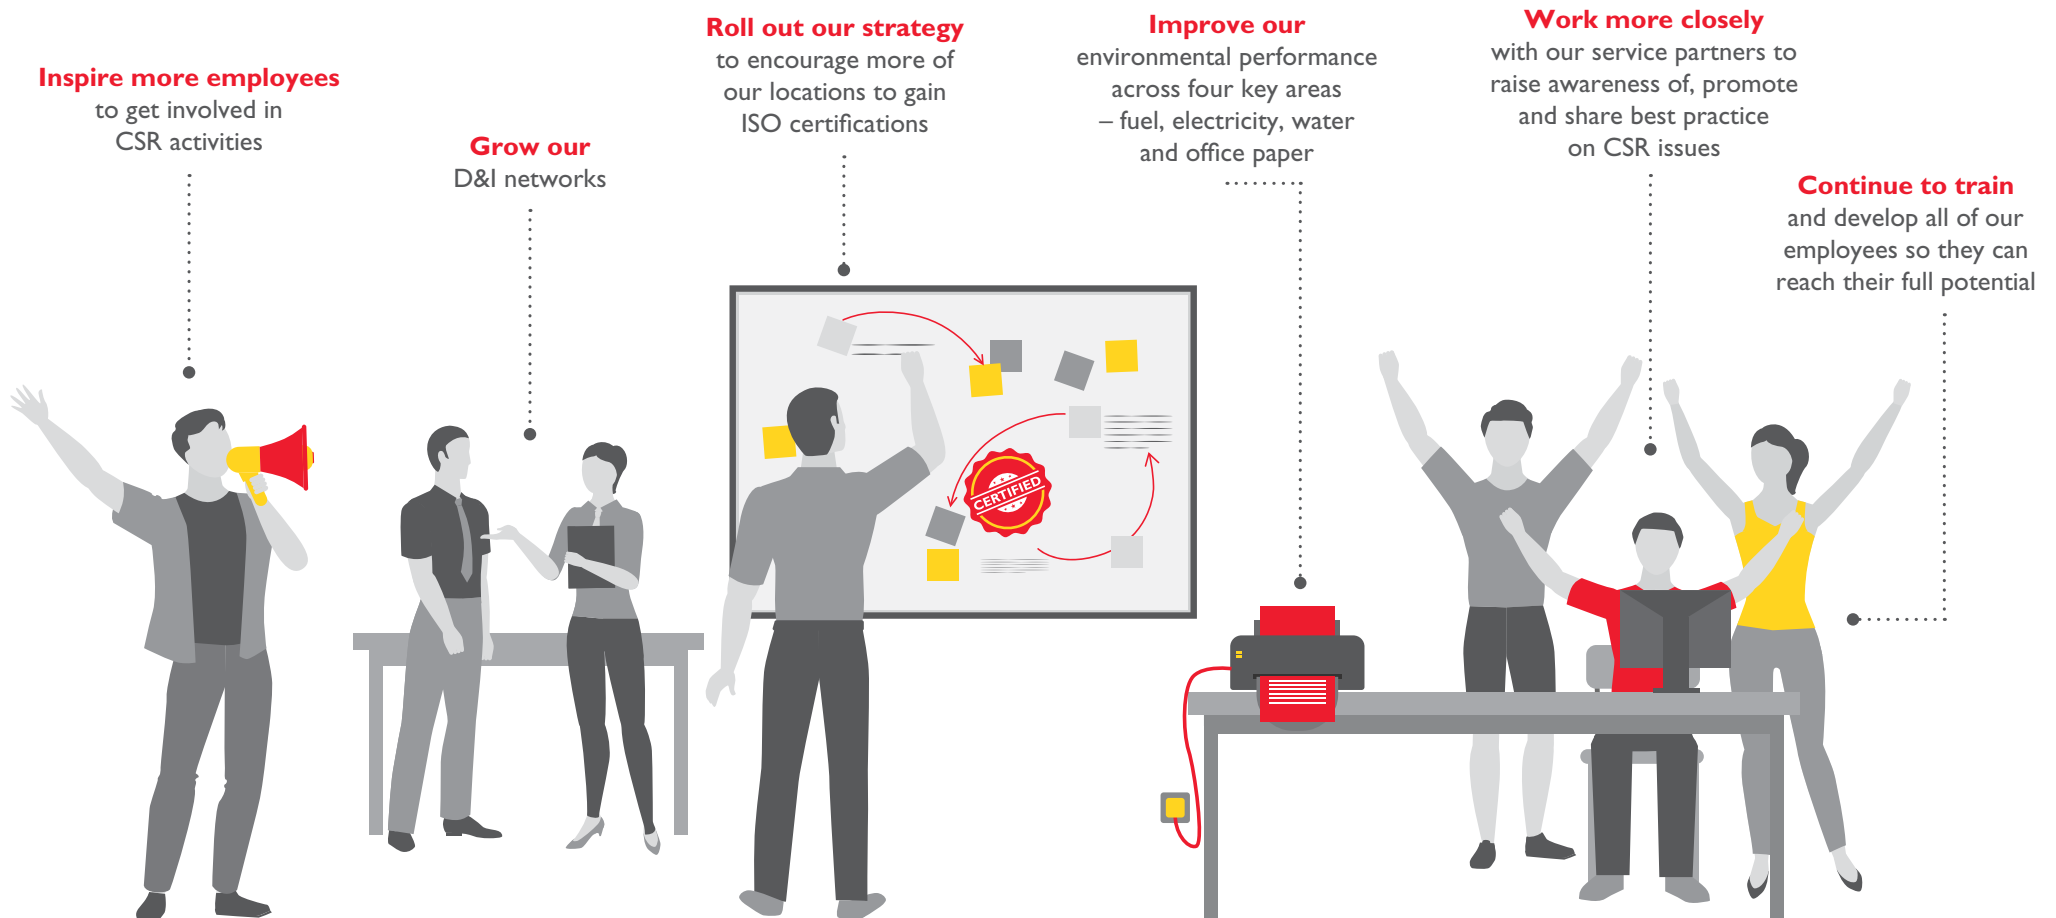 Inspire more employees
to get involved in
CSR activities
Grow our
D&I networks
Roll out our strategy
to encourage more of
our locations to gain
ISO certifications
Improve our
environmental performance
across four key areas
– fuel, electricity, water
and office paper
Work more closely
with our service partners to
raise awareness of, promote
and share best practice
on CSR issues
Continue to train
and develop all of our
employees so they can
reach their full potential
CERTIFIED